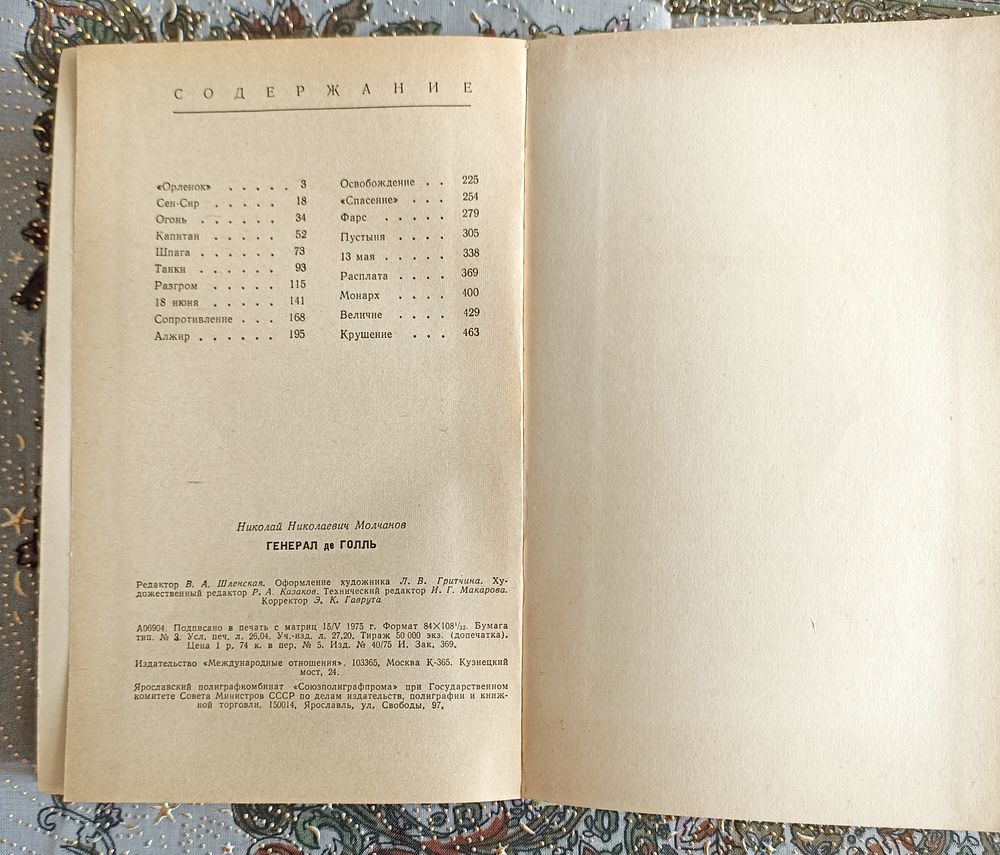 СОДЕРЖАНИЕ
«Орленок» . . . . . 3
Сен-Сир . . . . . 18
Огонь . . . . . 34
Капитан . . . . . 52
Шпага . . . . . 73
Танки . . . . . 93
Разгром . . . . . 115
18 июня . . . . . 141
Сопротивление . . . 168
Алжир . . . . . 195
Освобождение . . 225
«Спасение» . . . 254
Фарс . . . . . 279
Пустыня . . . . 305
13 мая . . . . . 338
Расплата . . . . 369
Монарх . . . . 400
Величие . . . . 429
Крушение . . . 463
Николай Николаевич Молчанов
ГЕНЕРАЛ де ГОЛЛЬ
Редактор В. А. Шленская. Оформление художника Л. В. Гритчина. Ху-
дожественный редактор Р. А. Казаков. Технический редактор И. Г. Макарова.
Корректор Э. К. Гаврута
А06904. Подписано в печать с матриц 15/V 1975 г. Формат 84×108¹/₃₂. Бумага
тип. № 3. Усл. печ. л. 26,04. Уч.-изд. л. 27,20. Тираж 50 000 экз. (допечатка).
Цена 1 р. 74 к. в пер. № 5. Изд. № 40/75 И. Зак. 369.
Издательство «Международные отношения». 103365, Москва К-365. Кузнецкий
мост, 24.
Ярославский полиграфкомбинат «Союзполиграфпрома» при Государственном
комитете Совета Министров СССР по делам издательств, полиграфии и книж-
ной торговли. 150014, Ярославль, ул. Свободы, 97.